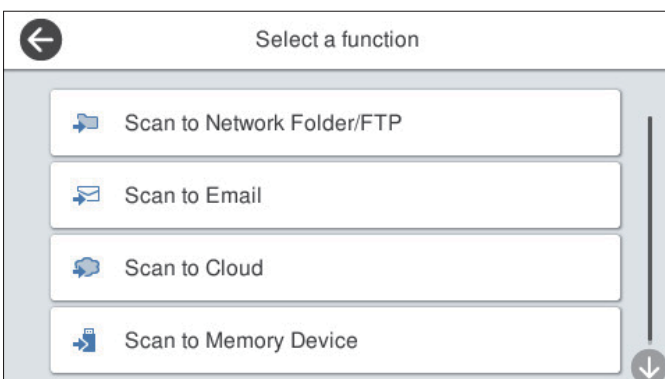 Select a function
Scan to Network Folder/FTP
Scan to Email
Scan to Cloud
Scan to Memory Device